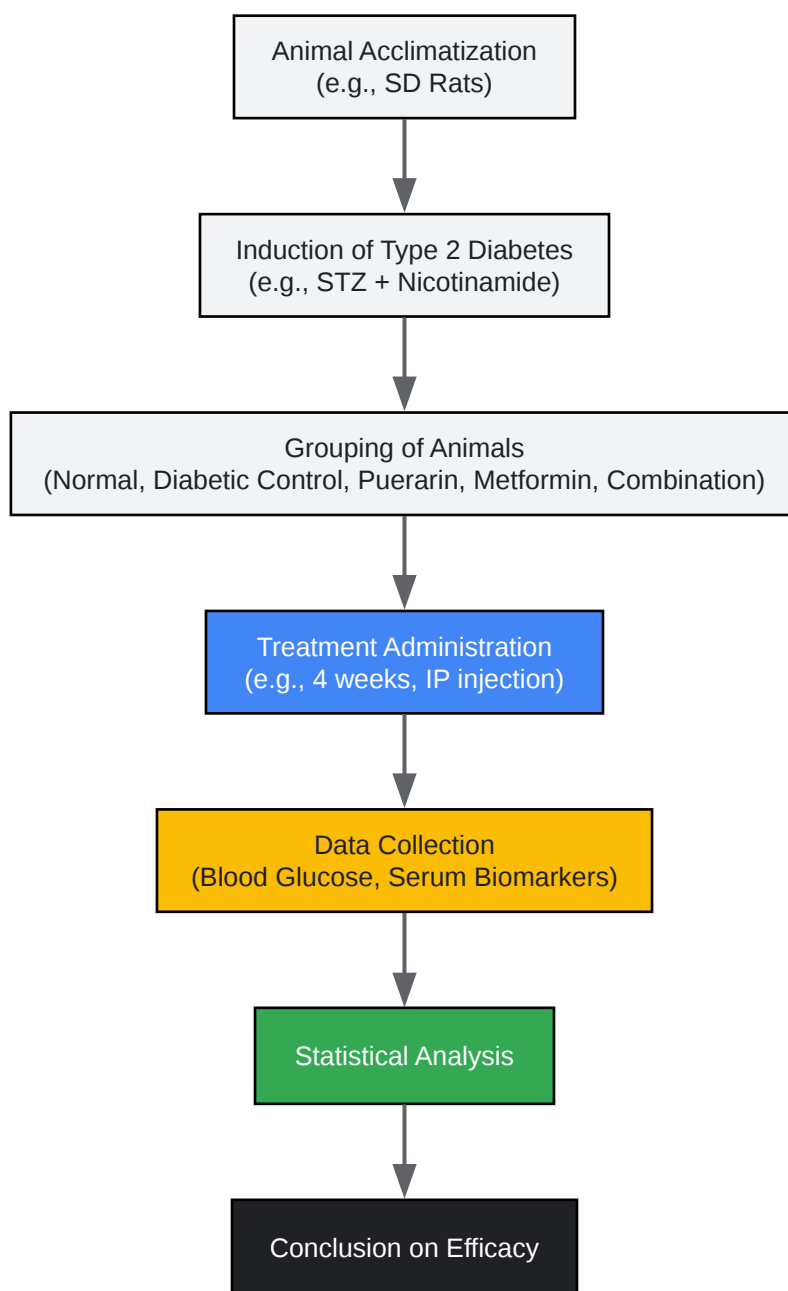 Animal Acclimatization
(e.g., SD Rats)
Induction of Type 2 Diabetes
(e.g., STZ + Nicotinamide)
Grouping of Animals
(Normal, Diabetic Control, Puerarin, Metformin, Combination)
Treatment Administration
(e.g., 4 weeks, IP injection)
Data Collection
(Blood Glucose, Serum Biomarkers)
Statistical Analysis
Conclusion on Efficacy